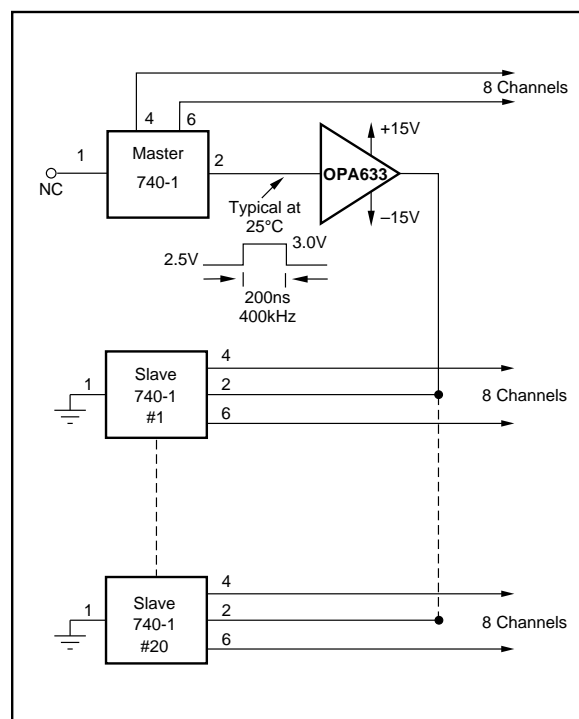 8 Channels
4
6
1
NC
Master
740-1
2
Typical at
25°C
OPA633
+15V
–15V
2.5V
3.0V
200ns
400kHz
1
Slave
740-1
#1
4
2
6
8 Channels
1
Slave
740-1
#20
4
2
6
8 Channels